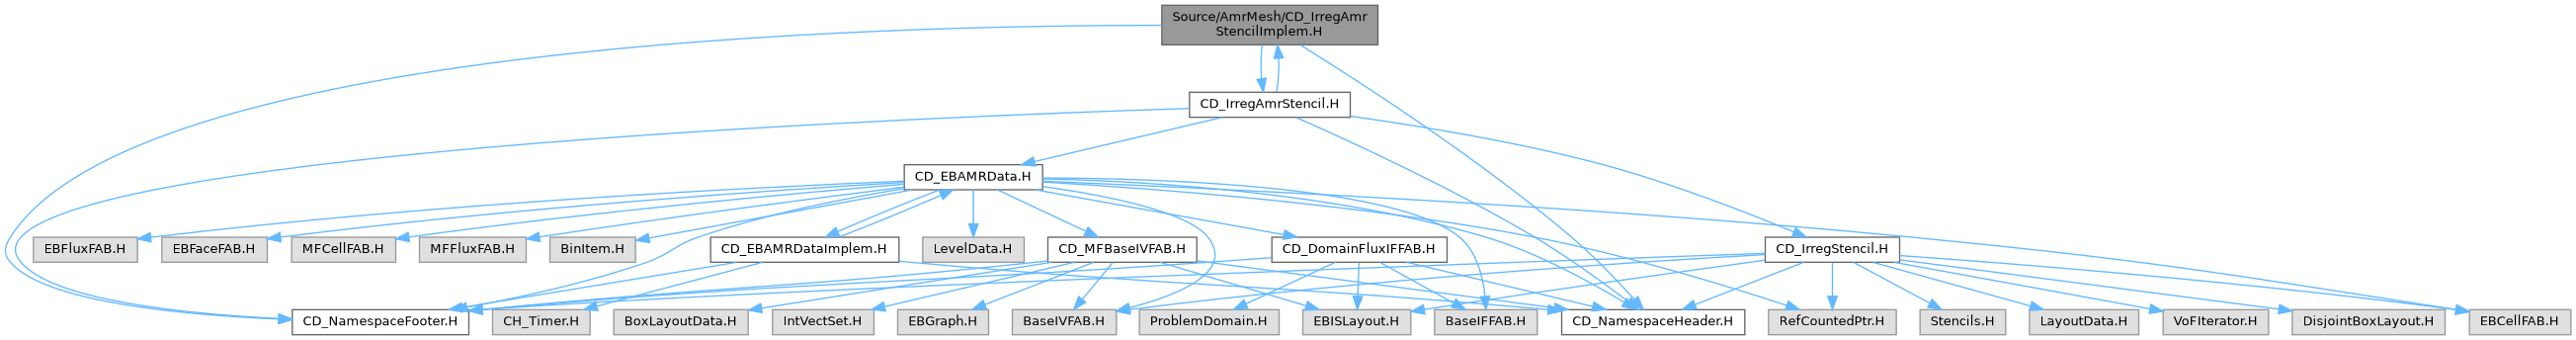 Source/AmrMesh/CD_IrregAmr
StencilImplem.H
CD_IrregAmrStencil.H
CD_EBAMRData.H
EBFluxFAB.H
EBFaceFAB.H
MFCellFAB.H
MFFluxFAB.H
BinItem.H
CD_EBAMRDataImplem.H
LevelData.H
CD_MFBaseIVFAB.H
CD_DomainFluxIFFAB.H
CD_IrregStencil.H
CD_NamespaceFooter.H
CH_Timer.H
BoxLayoutData.H
IntVectSet.H
EBGraph.H
BaseIVFAB.H
ProblemDomain.H
EBISLayout.H
BaseIFFAB.H
CD_NamespaceHeader.H
RefCountedPtr.H
Stencils.H
LayoutData.H
VoFIterator.H
DisjointBoxLayout.H
EBCellFAB.H